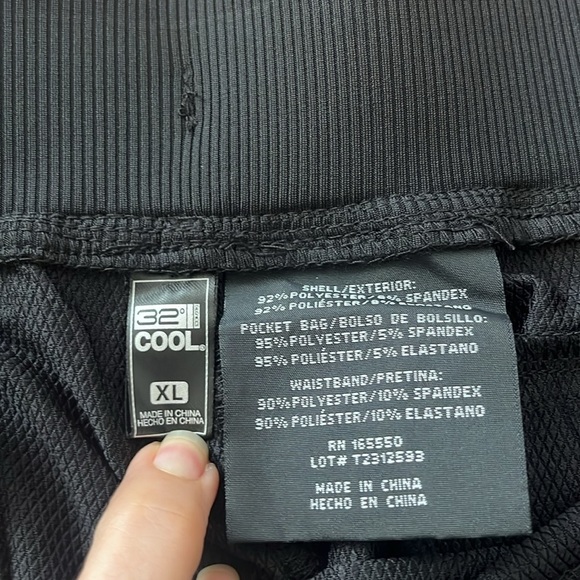 32°
COOL®
XL
MADE IN CHINA
HECHO EN CHINA
SHELL/EXTERIOR:
92%POLYESTER/8% SPANDEX
92% POLIÉSTER/8% ELASTANO
POCKET BAG/BOLSO DE BOLSILLO:
95%POLYESTER/5% SPANDEX
95% POLIÉSTER/5% ELASTANO
WAISTBAND/PRETINA:
90%POLYESTER/10% SPANDEX
90% POLIÉSTER/10% ELASTANO
RN 165550
LOT# T2312593
MADE IN CHINA
HECHO EN CHINA